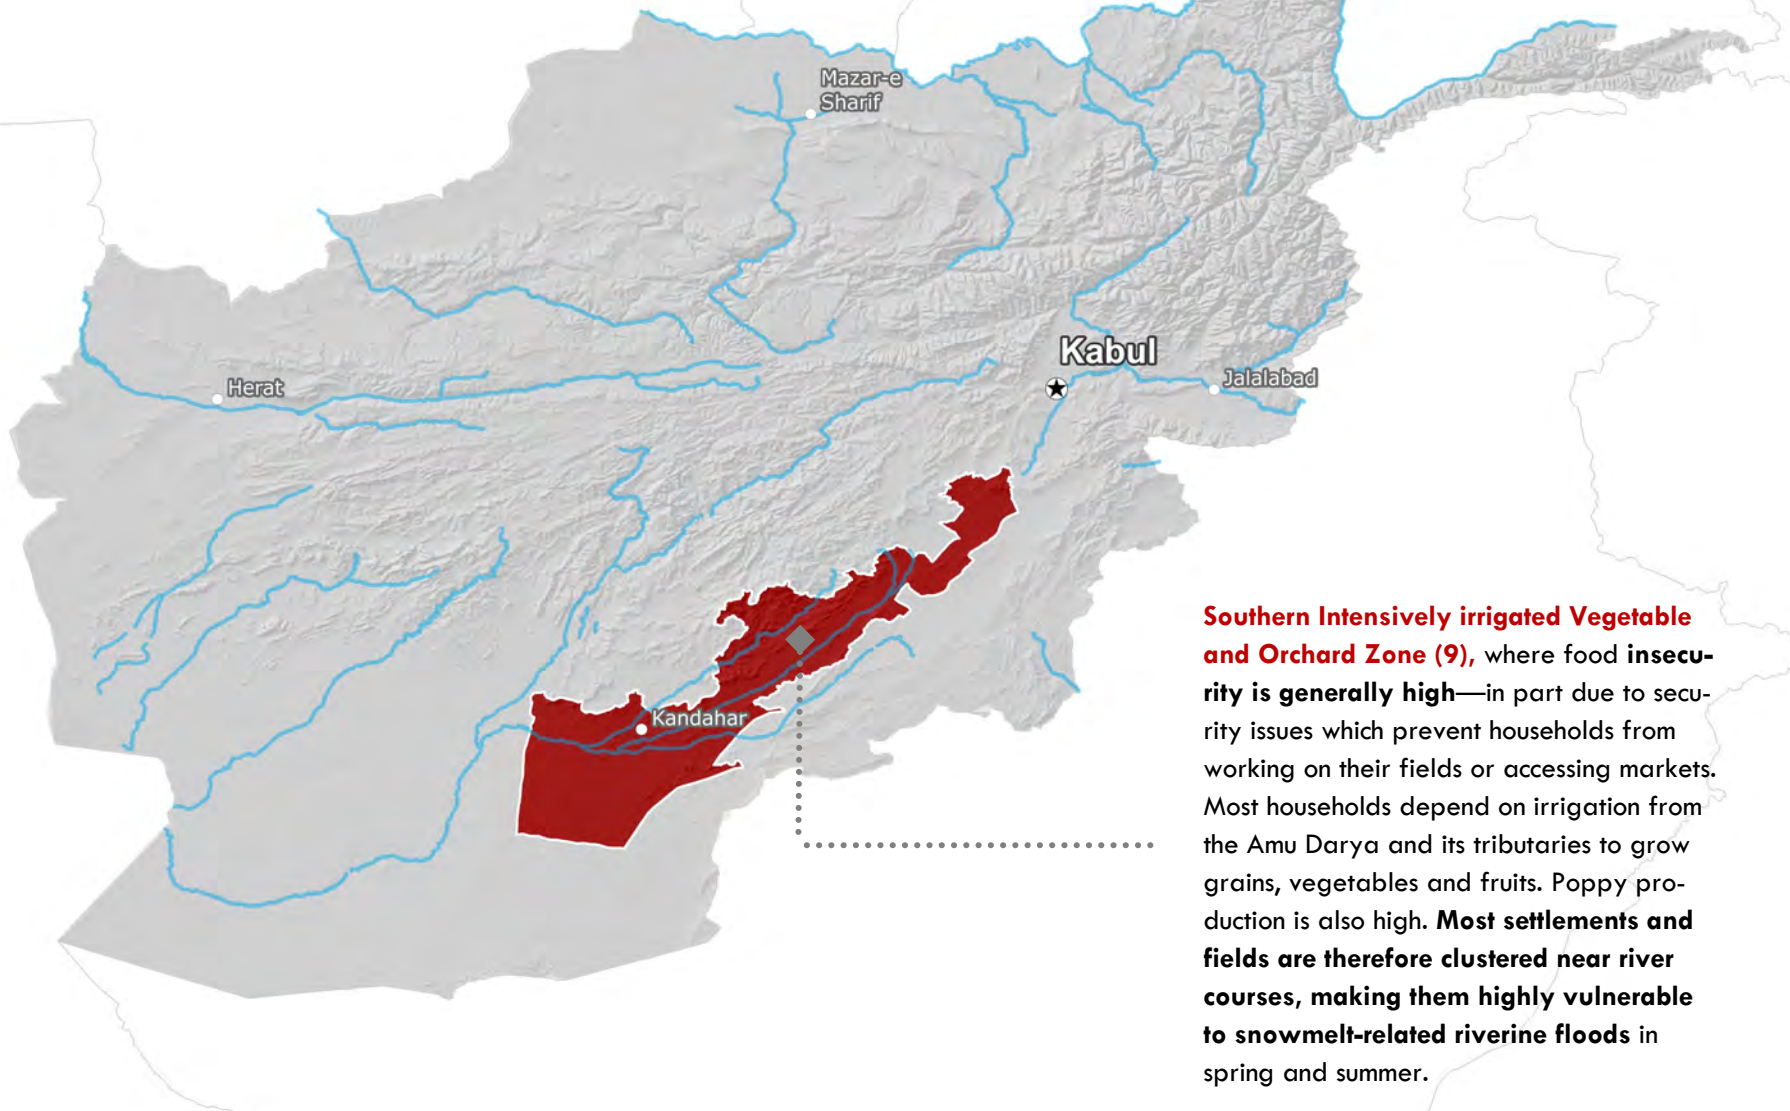 Mazar-e
Sharif
Kabul
Herat
Jalalabad
Kandahar
Southern Intensively irrigated Vegetable
and Orchard Zone (9), where food insecu-
rity is generally high—in part due to secu-
rity issues which prevent households from
working on their fields or accessing markets.
Most households depend on irrigation from
the Amu Darya and its tributaries to grow
grains, vegetables and fruits. Poppy pro-
duction is also high. Most settlements and
fields are therefore clustered near river
courses, making them highly vulnerable
to snowmelt-related riverine floods in
spring and summer.